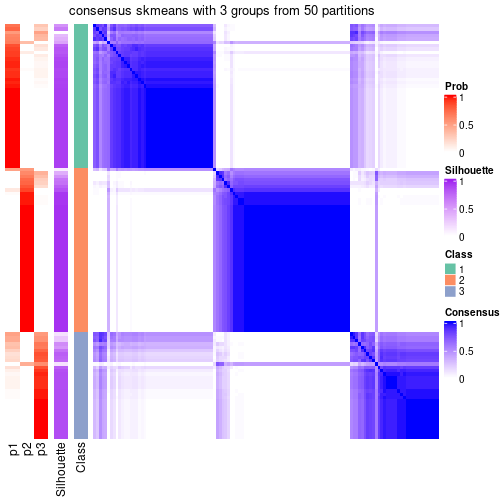 consensus skmeans with 3 groups from 50 partitions
Prob
1
0.5
0
Silhouette
1
0.5
0
Class
1
2
3
Consensus
1
0.5
0
p1
p2
p3
Silhouette
Class